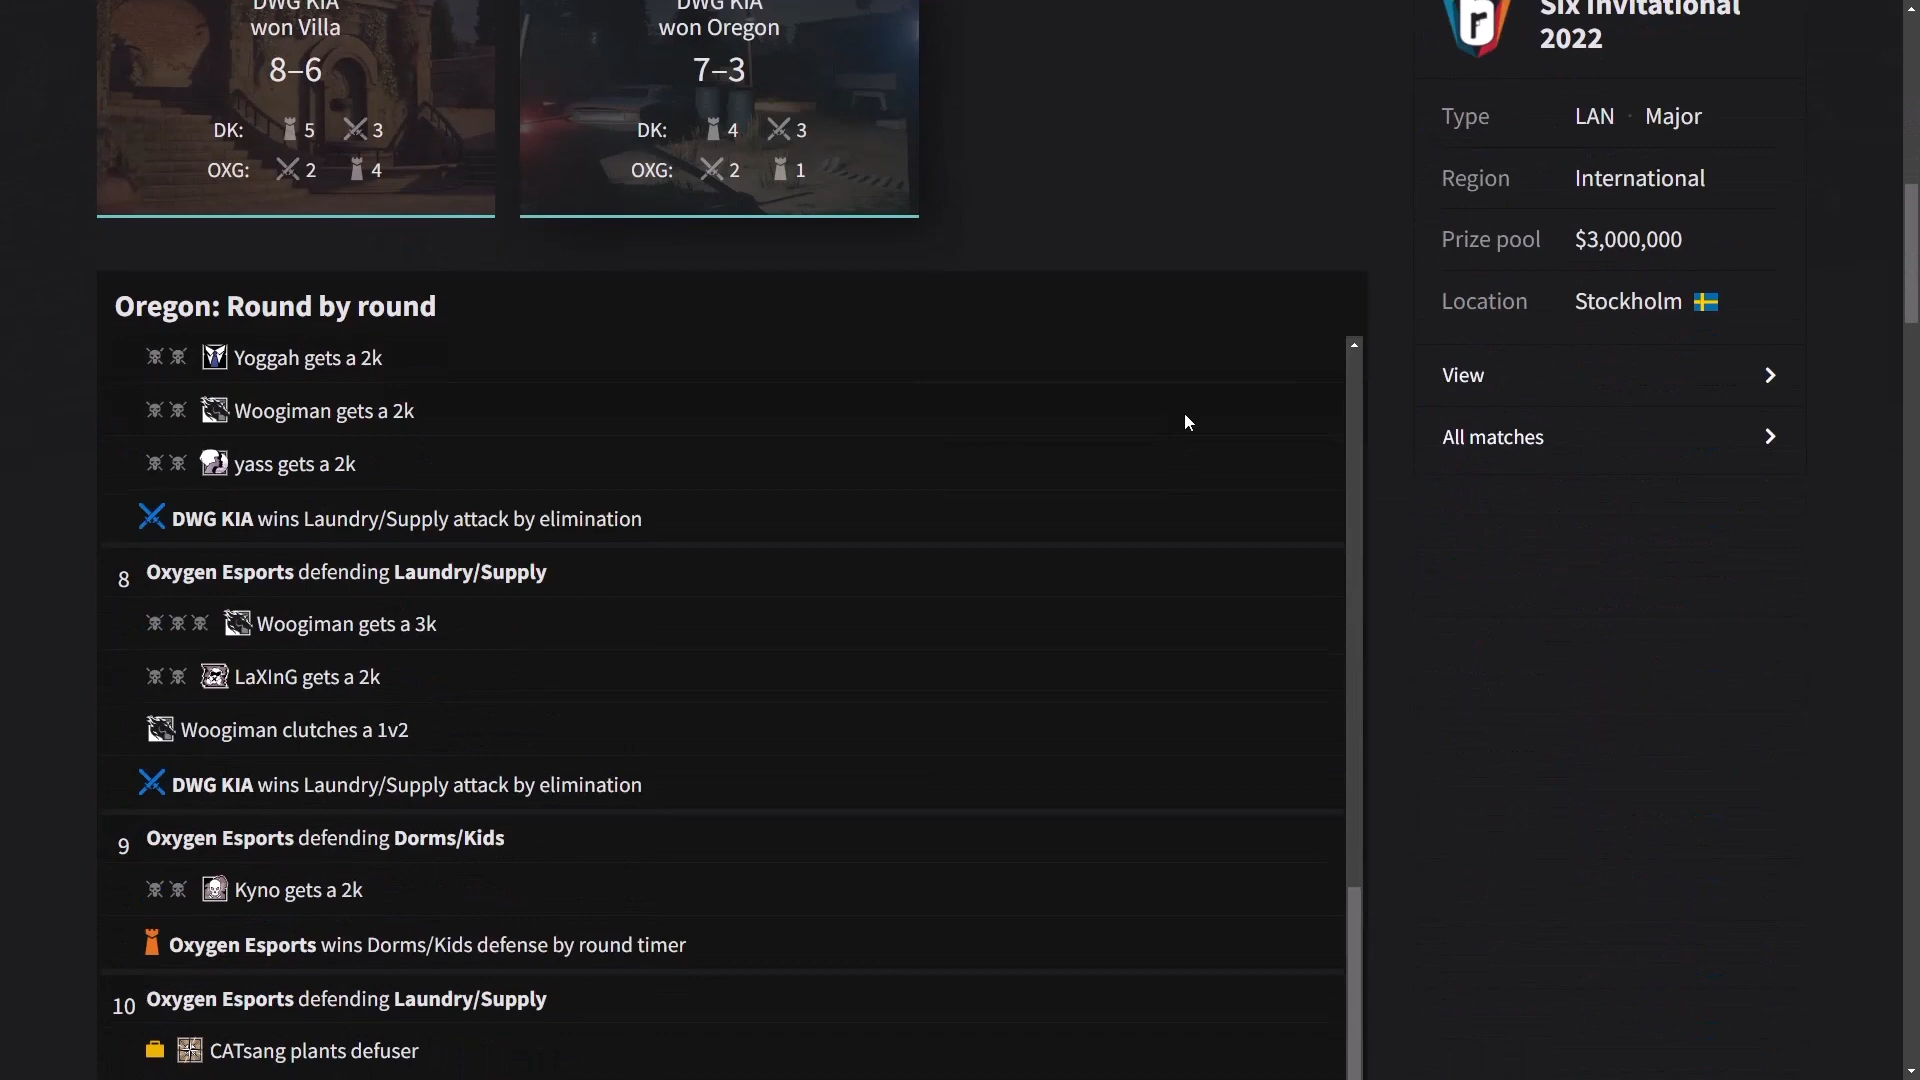 DWG KIA
won Villa
8–6
DK: 5 3
OXG: 2 4
DWG KIA
won Oregon
7–3
DK: 4 3
OXG: 2 1
Six Invitational
2022
Type LAN · Major
Region International
Prize pool $3,000,000
Location Stockholm
View
All matches
Oregon: Round by round
Yoggah gets a 2k
Woogiman gets a 2k
yass gets a 2k
DWG KIA wins Laundry/Supply attack by elimination
8 Oxygen Esports defending Laundry/Supply
Woogiman gets a 3k
LaXInG gets a 2k
Woogiman clutches a 1v2
DWG KIA wins Laundry/Supply attack by elimination
9 Oxygen Esports defending Dorms/Kids
Kyno gets a 2k
Oxygen Esports wins Dorms/Kids defense by round timer
10 Oxygen Esports defending Laundry/Supply
CATsang plants defuser